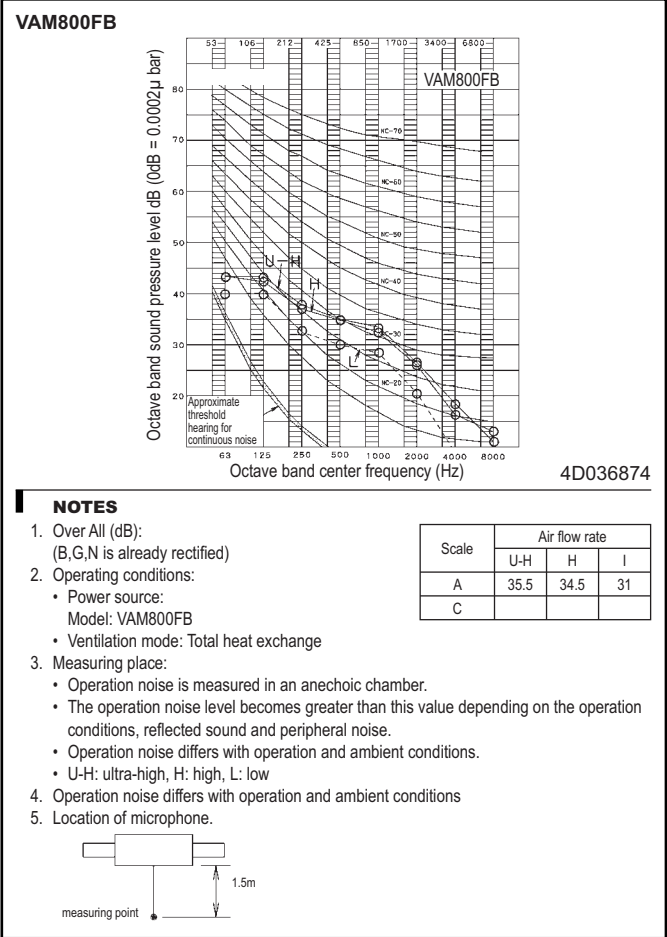 VAM800FB
53 106 212 425 850 1700 3400 6800
VAM800FB
Octave band sound pressure level dB (0dB = 0.0002µ bar)
80
70
60
50
40
30
20
NC-70
NC-60
NC-50
NC-40
NC-30
NC-20
U-H
H
L
Approximate
threshold
hearing for
continuous noise
63 125 250 500 1000 2000 4000 8000
Octave band center frequency (Hz)
4D036874
NOTES
1. Over All (dB):
(B,G,N is already rectified)
2. Operating conditions:
• Power source:
Model: VAM800FB
• Ventilation mode: Total heat exchange
3. Measuring place:
• Operation noise is measured in an anechoic chamber.
• The operation noise level becomes greater than this value depending on the operation
conditions, reflected sound and peripheral noise.
• Operation noise differs with operation and ambient conditions.
• U-H: ultra-high, H: high, L: low
4. Operation noise differs with operation and ambient conditions
5. Location of microphone.
Scale Air flow rate
U-H H I
A 35.5 34.5 31
C
1.5m
measuring point